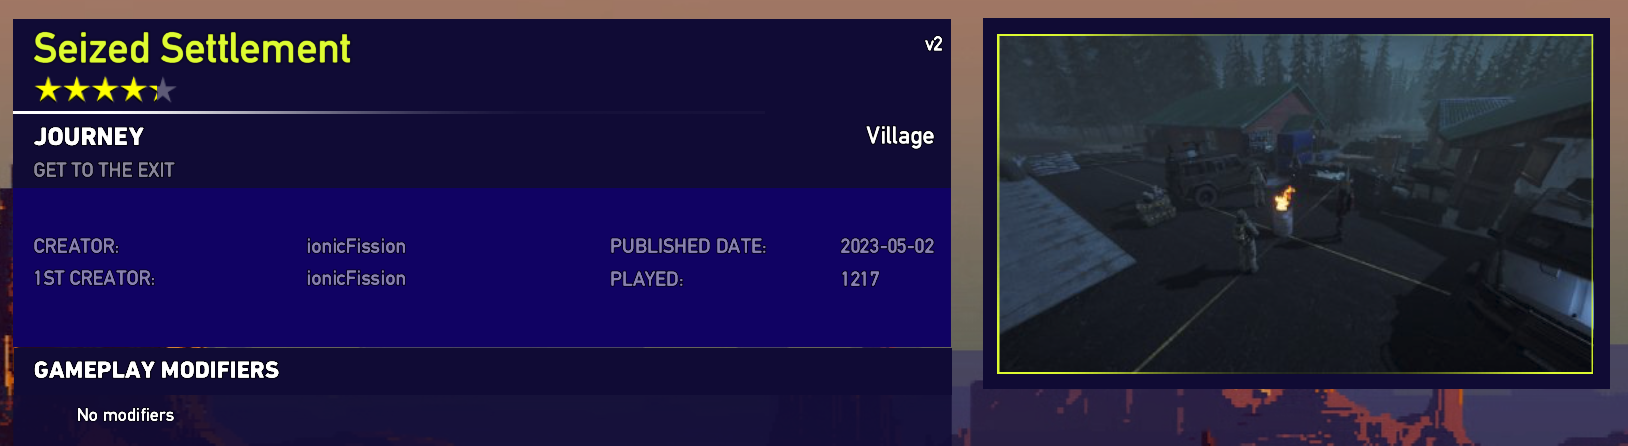 Seized Settlement
v2
JOURNEY
Village
GET TO THE EXIT
CREATOR: ionicFission PUBLISHED DATE: 2023-05-02
1ST CREATOR: ionicFission PLAYED: 1217
GAMEPLAY MODIFIERS
No modifiers